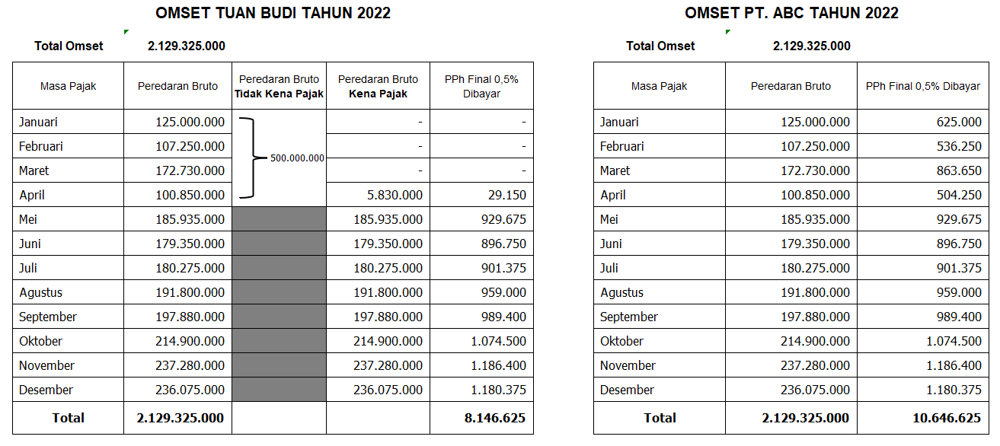 OMSET TUAN BUDI TAHUN 2022
Total Omset 2.129.325.000
Masa Pajak Peredaran Bruto Peredaran Bruto Tidak Kena Pajak Peredaran Bruto Kena Pajak PPh Final 0,5% Dibayar
Januari 125.000.000 - -
Februari 107.250.000 - -
500.000.000
Maret 172.730.000 - -
April 100.850.000 5.830.000 29.150
Mei 185.935.000 185.935.000 929.675
Juni 179.350.000 179.350.000 896.750
Juli 180.275.000 180.275.000 901.375
Agustus 191.800.000 191.800.000 959.000
September 197.880.000 197.880.000 989.400
Oktober 214.900.000 214.900.000 1.074.500
November 237.280.000 237.280.000 1.186.400
Desember 236.075.000 236.075.000 1.180.375
Total 2.129.325.000 8.146.625
OMSET PT. ABC TAHUN 2022
Total Omset 2.129.325.000
Masa Pajak Peredaran Bruto PPh Final 0,5% Dibayar
Januari 125.000.000 625.000
Februari 107.250.000 536.250
Maret 172.730.000 863.650
April 100.850.000 504.250
Mei 185.935.000 929.675
Juni 179.350.000 896.750
Juli 180.275.000 901.375
Agustus 191.800.000 959.000
September 197.880.000 989.400
Oktober 214.900.000 1.074.500
November 237.280.000 1.186.400
Desember 236.075.000 1.180.375
Total 2.129.325.000 10.646.625